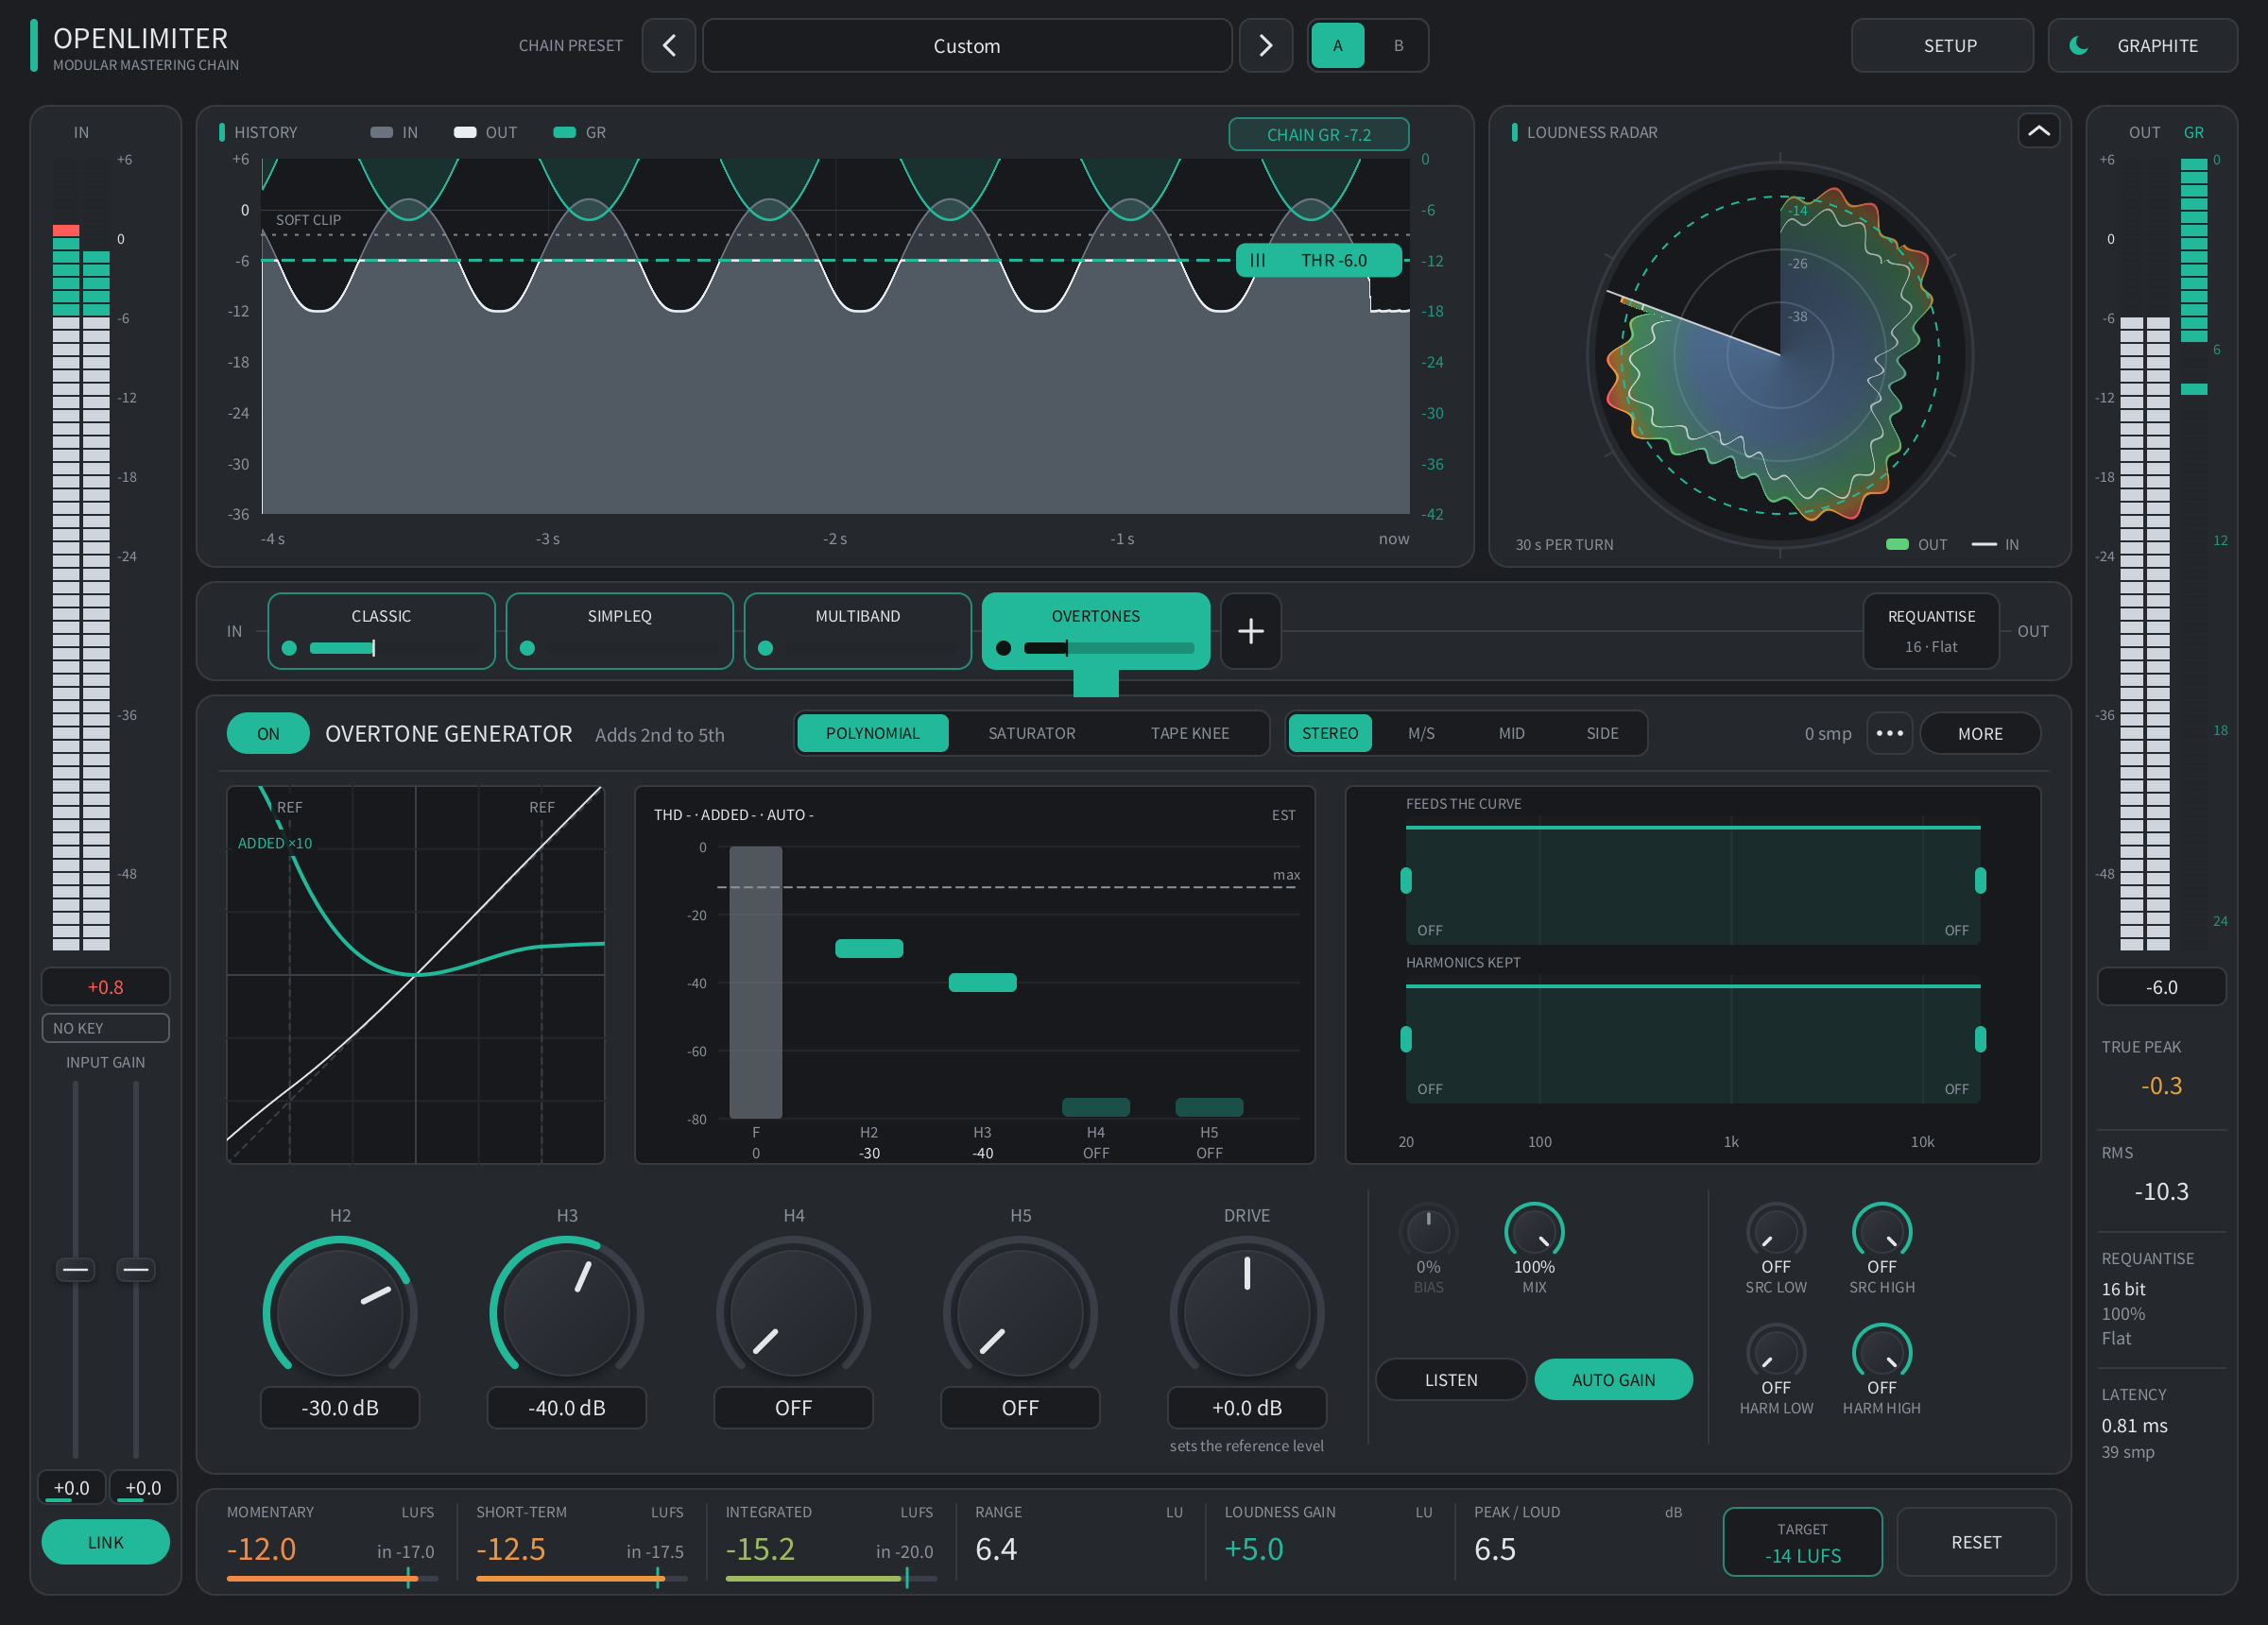 OPENLIMITER
MODULAR MASTERING CHAIN
CHAIN PRESET
Custom
A
B
SETUP
GRAPHITE
IN
+6
0
-6
-12
-18
-24
-36
-48
+0.8
NO KEY
INPUT GAIN
+0.0
+0.0
LINK
HISTORY
IN
OUT
GR
CHAIN GR -7.2
+6
0
-6
-12
-18
-24
-30
-36
SOFT CLIP
THR -6.0
0
-6
-12
-18
-24
-30
-36
-42
-4 s
-3 s
-2 s
-1 s
now
LOUDNESS RADAR
-14
-26
-38
30 s PER TURN
OUT
IN
IN
CLASSIC
SIMPLEQ
MULTIBAND
OVERTONES
REQUANTISE
16 · Flat
OUT
ON
OVERTONE GENERATOR
Adds 2nd to 5th
POLYNOMIAL
SATURATOR
TAPE KNEE
STEREO
M/S
MID
SIDE
0 smp
MORE
REF
REF
ADDED ×10
THD - · ADDED - · AUTO -
EST
max
0
-20
-40
-60
-80
F
H2
H3
H4
H5
0
-30
-40
OFF
OFF
FEEDS THE CURVE
OFF
OFF
HARMONICS KEPT
OFF
OFF
20
100
1k
10k
H2
H3
H4
H5
DRIVE
-30.0 dB
-40.0 dB
OFF
OFF
+0.0 dB
sets the reference level
0%
BIAS
100%
MIX
LISTEN
AUTO GAIN
OFF
SRC LOW
OFF
SRC HIGH
OFF
HARM LOW
OFF
HARM HIGH
MOMENTARY
LUFS
-12.0
in -17.0
SHORT-TERM
LUFS
-12.5
in -17.5
INTEGRATED
LUFS
-15.2
in -20.0
RANGE
LU
6.4
LOUDNESS GAIN
LU
+5.0
PEAK / LOUD
dB
6.5
TARGET
-14 LUFS
RESET
OUT
GR
+6
0
-6
-12
-18
-24
-36
-48
0
6
12
18
24
-6.0
TRUE PEAK
-0.3
RMS
-10.3
REQUANTISE
16 bit
100%
Flat
LATENCY
0.81 ms
39 smp